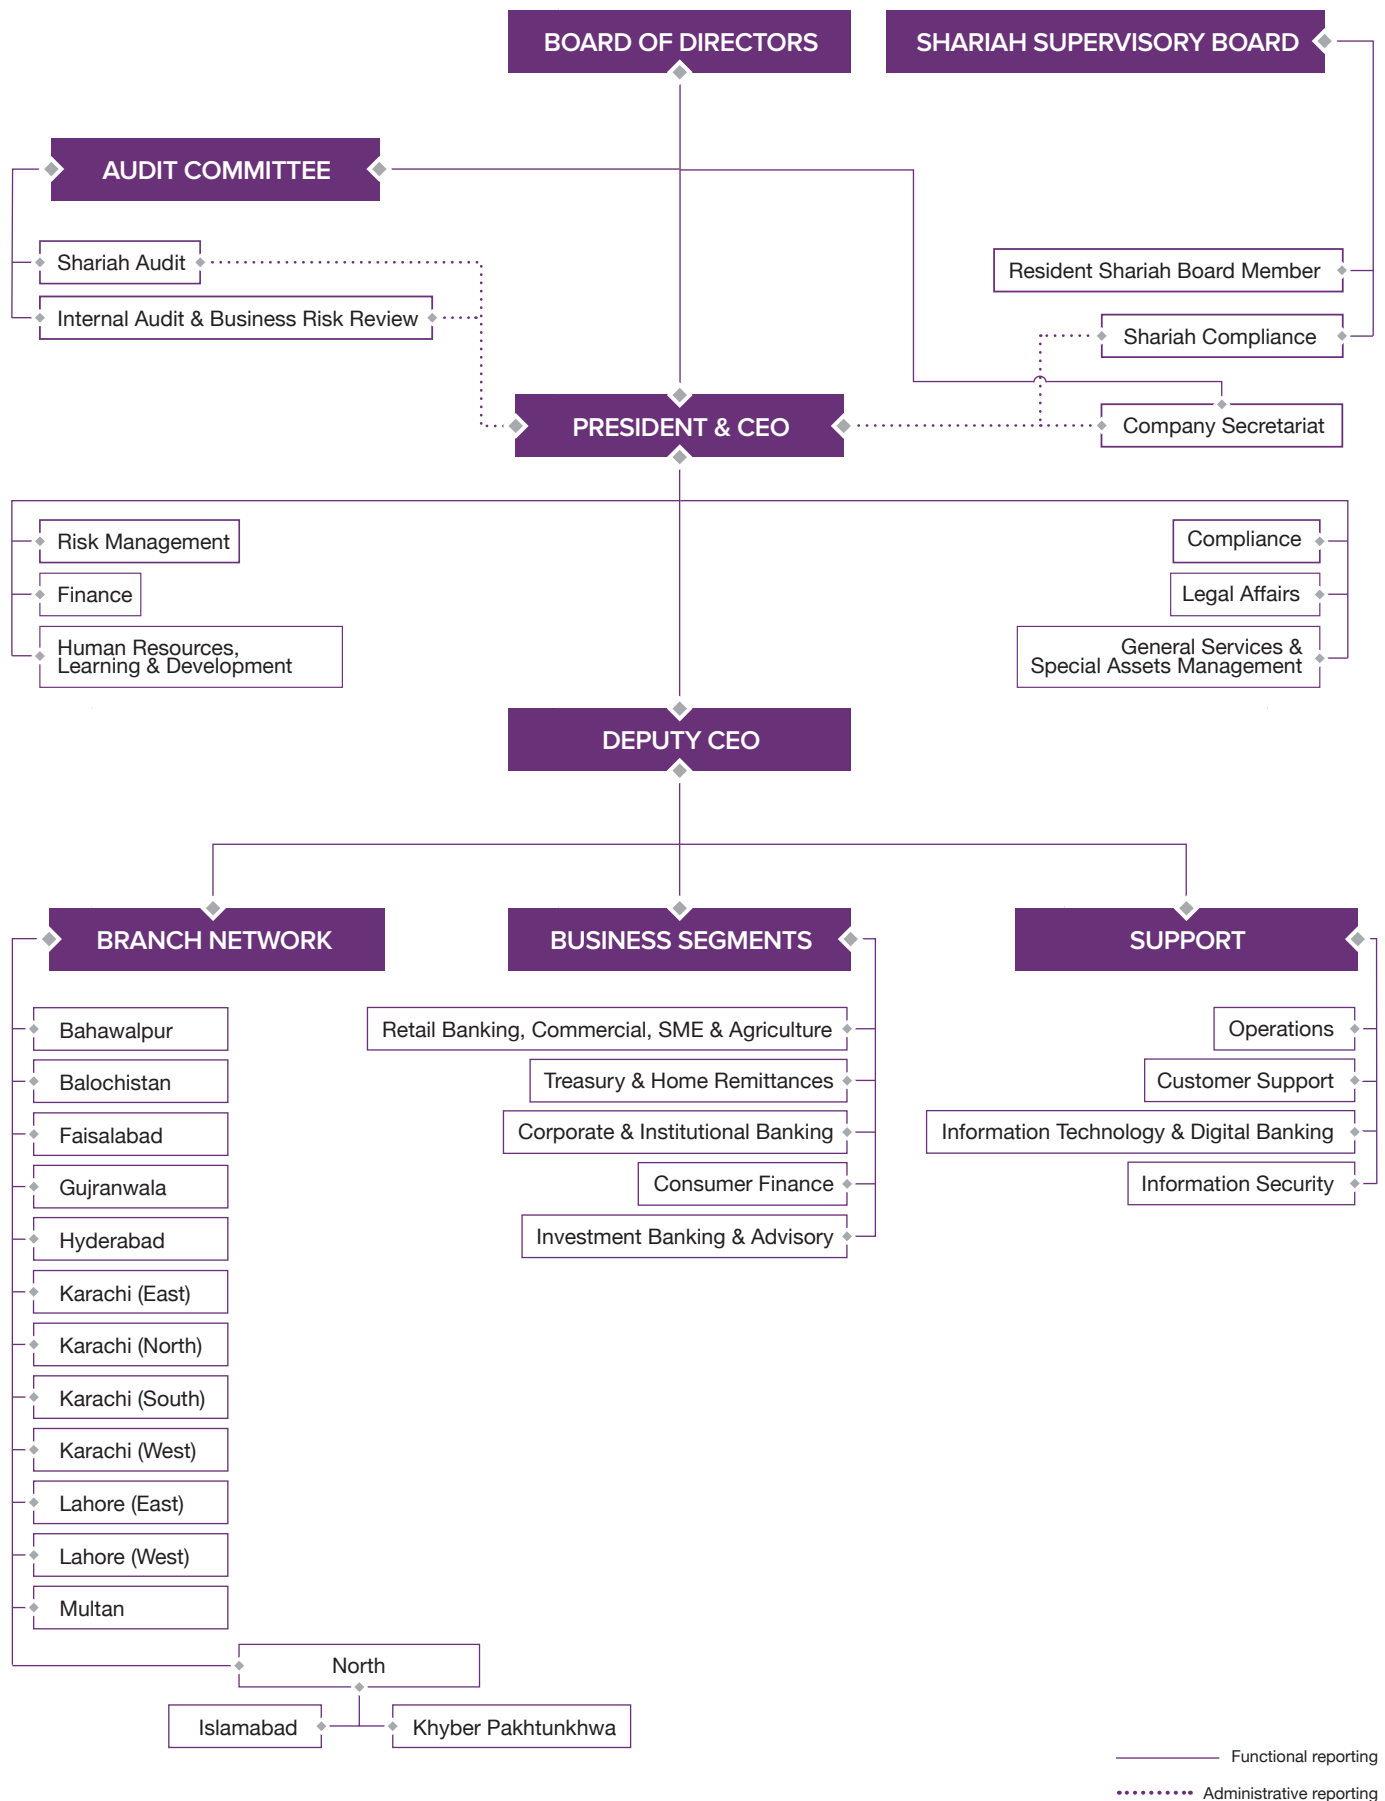 BOARD OF DIRECTORS
SHARIAH SUPERVISORY BOARD
AUDIT COMMITTEE
Shariah Audit
Internal Audit & Business Risk Review
Resident Shariah Board Member
Shariah Compliance
Company Secretariat
PRESIDENT & CEO
Risk Management
Finance
Human Resources,
Learning & Development
Compliance
Legal Affairs
General Services &
Special Assets Management
DEPUTY CEO
BRANCH NETWORK
Bahawalpur
Balochistan
Faisalabad
Gujranwala
Hyderabad
Karachi (East)
Karachi (North)
Karachi (South)
Karachi (West)
Lahore (East)
Lahore (West)
Multan
North
Islamabad
Khyber Pakhtunkhwa
BUSINESS SEGMENTS
Retail Banking, Commercial, SME & Agriculture
Treasury & Home Remittances
Corporate & Institutional Banking
Consumer Finance
Investment Banking & Advisory
SUPPORT
Operations
Customer Support
Information Technology & Digital Banking
Information Security
Functional reporting
Administrative reporting